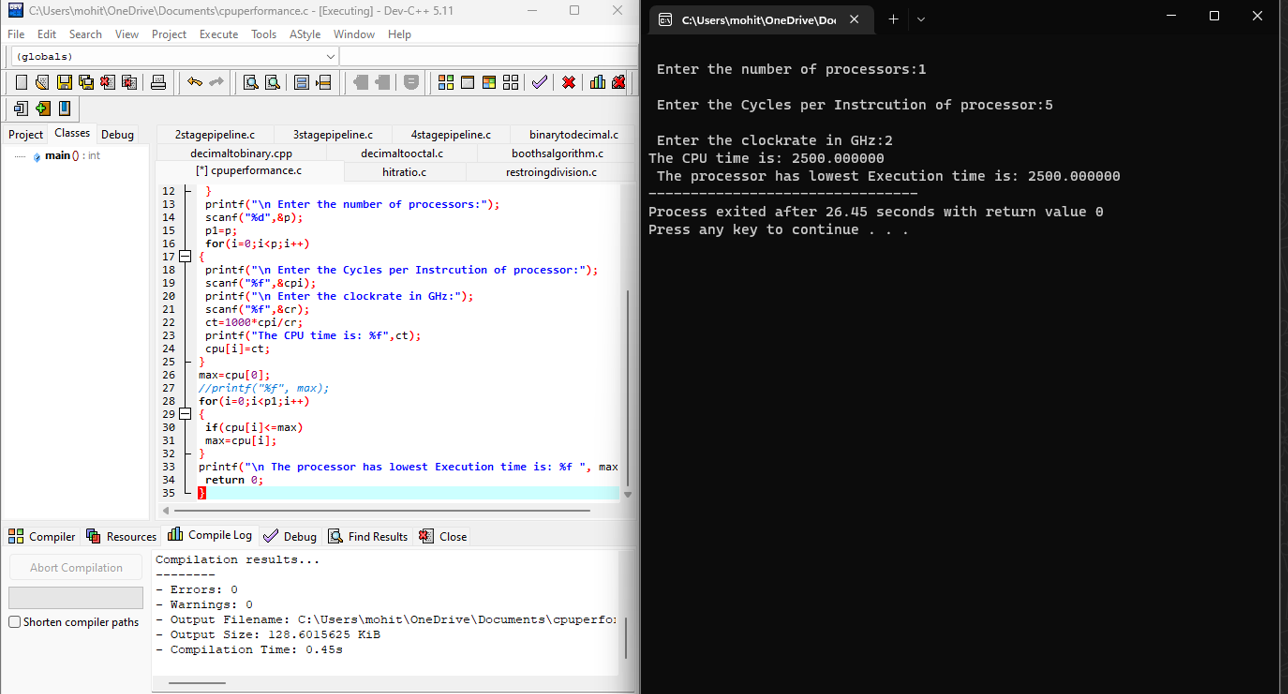 C:\Users\mohit\OneDrive\Documents\cpuperformance.c - [Executing] - Dev-C++ 5.11
File Edit Search View Project Execute Tools AStyle Window Help
(globals)
Project Classes Debug
main () : int
2stagepipeline.c 3stagepipeline.c 4stagepipeline.c binarytodecimal.c
decimaltobinary.cpp decimaltooctal.c boothsalgorithm.c
[*] cpuperformance.c hitratio.c restroingdivision.c
12 }
13 printf("\n Enter the number of processors:");
14 scanf("%d",&p);
15 p1=p;
16 for(i=0;i<p;i++)
17 {
18 printf("\n Enter the Cycles per Instrcution of processor:");
19 scanf("%f",&cpi);
20 printf("\n Enter the clockrate in GHz:");
21 scanf("%f",&cr);
22 ct=1000*cpi/cr;
23 printf("The CPU time is: %f",ct);
24 cpu[i]=ct;
25 }
26 max=cpu[0];
27 //printf("%f", max);
28 for(i=0;i<p1;i++)
29 {
30 if(cpu[i]<=max)
31 max=cpu[i];
32 }
33 printf("\n The processor has lowest Execution time is: %f ", max
34 return 0;
35 }
Compiler Resources Compile Log Debug Find Results Close
Abort Compilation
Shorten compiler paths
Compilation results...
--------
- Errors: 0
- Warnings: 0
- Output Filename: C:\Users\mohit\OneDrive\Documents\cpuperfo
- Output Size: 128.6015625 KiB
- Compilation Time: 0.45s
C:\Users\mohit\OneDrive\Do
Enter the number of processors:1
Enter the Cycles per Instrcution of processor:5
Enter the clockrate in GHz:2
The CPU time is: 2500.000000
The processor has lowest Execution time is: 2500.000000
--------------------------------
Process exited after 26.45 seconds with return value 0
Press any key to continue . . .